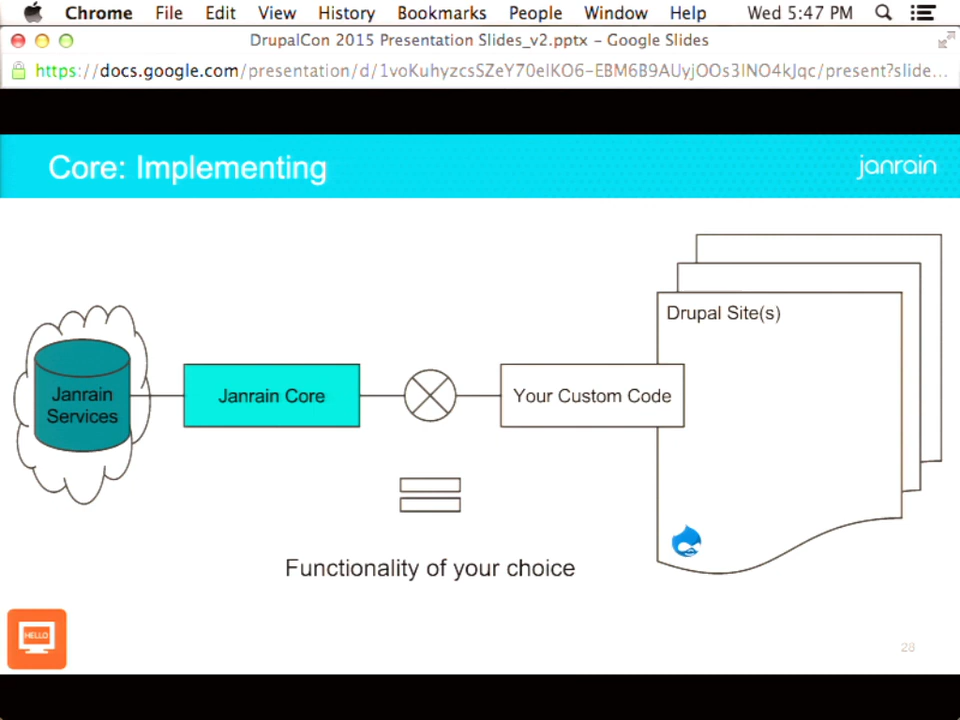 Chrome File Edit View History Bookmarks People Window Help Wed 5:47 PM
DrupalCon 2015 Presentation Slides_v2.pptx – Google Slides
https://docs.google.com/presentation/d/1voKuhyzcsSZeY70elKO6-EBM6B9AUyjOOs3lNO4kJqc/present?slide...
Core: Implementing
janrain
Drupal Site(s)
Janrain
Services
Janrain Core
Your Custom Code
Functionality of your choice
HELLO
28